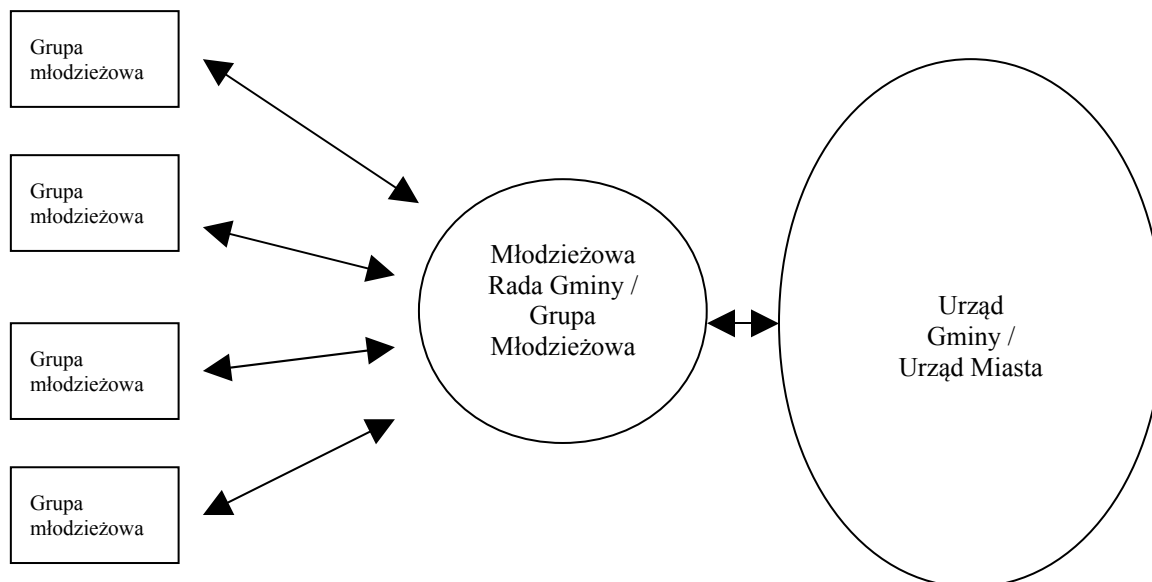 Grupa
młodzieżowa
Grupa
młodzieżowa
Grupa
młodzieżowa
Grupa
młodzieżowa
Młodzieżowa
Rada Gminy /
Grupa
Młodzieżowa
Urząd
Gminy /
Urząd Miasta